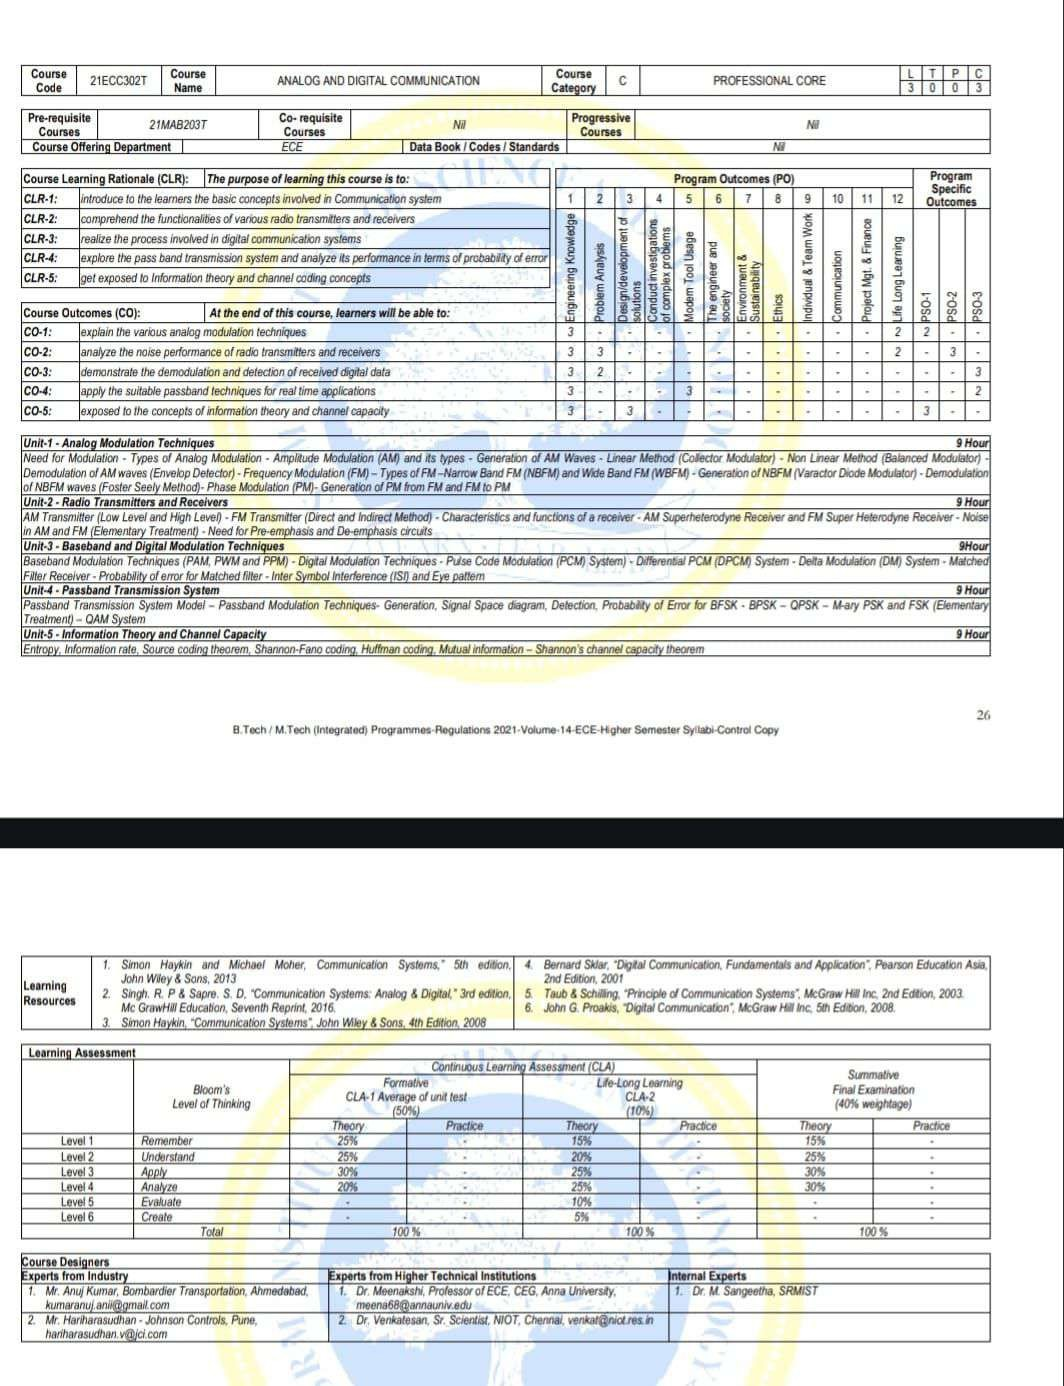 Course Code 21ECC302T Course Name ANALOG AND DIGITAL COMMUNICATION Course Category C PROFESSIONAL CORE L T P C
3 0 0 3
Pre-requisite Courses 21MAB203T Co- requisite Courses Nil Progressive Courses Nil
Course Offering Department ECE Data Book / Codes / Standards Nil
Course Learning Rationale (CLR): The purpose of learning this course is to: Program Outcomes (PO) Program Specific Outcomes
CLR-1: introduce to the learners the basic concepts involved in Communication system
CLR-2: comprehend the functionalities of various radio transmitters and receivers
CLR-3: realize the process involved in digital communication systems
CLR-4: explore the pass band transmission system and analyze its performance in terms of probability of error
CLR-5: get exposed to Information theory and channel coding concepts
1 2 3 4 5 6 7 8 9 10 11 12
Engineering Knowledge
Problem Analysis
Design/development of solutions
Conduct investigations of complex problems
Modern Tool Usage
The engineer and society
Environment & Sustainability
Ethics
Individual & Team Work
Communication
Project Mgt. & Finance
Life Long Learning
PSO-1
PSO-2
PSO-3
Course Outcomes (CO): At the end of this course, learners will be able to:
CO-1: explain the various analog modulation techniques 3 - - - - - - - - - - 2 2 - -
CO-2: analyze the noise performance of radio transmitters and receivers 3 3 - - - - - - - - - 2 - 3 -
CO-3: demonstrate the demodulation and detection of received digital data 3 2 - - - - - - - - - - - - 3
CO-4: apply the suitable passband techniques for real time applications 3 - - - 3 - - - - - - - - - 2
CO-5: exposed to the concepts of information theory and channel capacity 3 - 3 - - - - - - - - - 3 - -
Unit-1 - Analog Modulation Techniques 9 Hour
Need for Modulation - Types of Analog Modulation - Amplitude Modulation (AM) and its types - Generation of AM Waves - Linear Method (Collector Modulator) - Non Linear Method (Balanced Modulator) -
Demodulation of AM waves (Envelop Detector) - Frequency Modulation (FM) – Types of FM –Narrow Band FM (NBFM) and Wide Band FM (WBFM) - Generation of NBFM (Varactor Diode Modulator) - Demodulation
of NBFM waves (Foster Seely Method)- Phase Modulation (PM)- Generation of PM from FM and FM to PM
Unit-2 - Radio Transmitters and Receivers 9 Hour
AM Transmitter (Low Level and High Level) - FM Transmitter (Direct and Indirect Method) - Characteristics and functions of a receiver - AM Superheterodyne Receiver and FM Super Heterodyne Receiver - Noise
in AM and FM (Elementary Treatment) - Need for Pre-emphasis and De-emphasis circuits
Unit-3 - Baseband and Digital Modulation Techniques 9Hour
Baseband Modulation Techniques (PAM, PWM and PPM) - Digital Modulation Techniques - Pulse Code Modulation (PCM) System) - Differential PCM (DPCM) System - Delta Modulation (DM) System - Matched
Filter Receiver - Probability of error for Matched filter - Inter Symbol Interference (ISI) and Eye pattern
Unit-4 - Passband Transmission System 9 Hour
Passband Transmission System Model – Passband Modulation Techniques- Generation, Signal Space diagram, Detection, Probability of Error for BFSK - BPSK – QPSK – M-ary PSK and FSK (Elementary
Treatment) – QAM System
Unit-5 - Information Theory and Channel Capacity 9 Hour
Entropy, Information rate, Source coding theorem, Shannon-Fano coding, Huffman coding, Mutual information – Shannon's channel capacity theorem
26
B.Tech / M.Tech (Integrated) Programmes-Regulations 2021-Volume-14-ECE-Higher Semester Syllabi-Control Copy
Learning Resources
1. Simon Haykin and Michael Moher, Communication Systems," 5th edition,
John Wiley & Sons, 2013
2. Singh. R. P & Sapre. S. D, "Communication Systems: Analog & Digital," 3rd edition,
Mc GrawHill Education, Seventh Reprint, 2016.
3. Simon Haykin, "Communication Systems", John Wiley & Sons, 4th Edition, 2008
4. Bernard Sklar, "Digital Communication, Fundamentals and Application", Pearson Education Asia,
2nd Edition, 2001
5. Taub & Schilling, "Principle of Communication Systems", McGraw Hill Inc, 2nd Edition, 2003.
6. John G. Proakis, "Digital Communication", McGraw Hill Inc, 5th Edition, 2008.
Learning Assessment
Bloom's Level of Thinking
Continuous Learning Assessment (CLA)
Formative
CLA-1 Average of unit test
(50%)
Life-Long Learning
CLA-2
(10%)
Summative
Final Examination
(40% weightage)
Theory Practice Theory Practice Theory Practice
Level 1 Remember 25% - 15% - 15% -
Level 2 Understand 25% - 20% - 25% -
Level 3 Apply 30% - 25% - 30% -
Level 4 Analyze 20% - 25% - 30% -
Level 5 Evaluate - - 10% - - -
Level 6 Create - - 5% - - -
Total 100 % 100 % 100 %
Course Designers
Experts from Industry Experts from Higher Technical Institutions Internal Experts
1. Mr. Anuj Kumar, Bombardier Transportation, Ahmedabad,
kumaranuj.anii@gmail.com
1. Dr. Meenakshi, Professor of ECE, CEG, Anna University,
meena68@annauniv.edu
1. Dr. M. Sangeetha, SRMIST
2. Mr. Hariharasudhan - Johnson Controls, Pune,
hariharasudhan.v@jci.com
2. Dr. Venkatesan, Sr. Scientist, NIOT, Chennai, venkat@niot.res.in